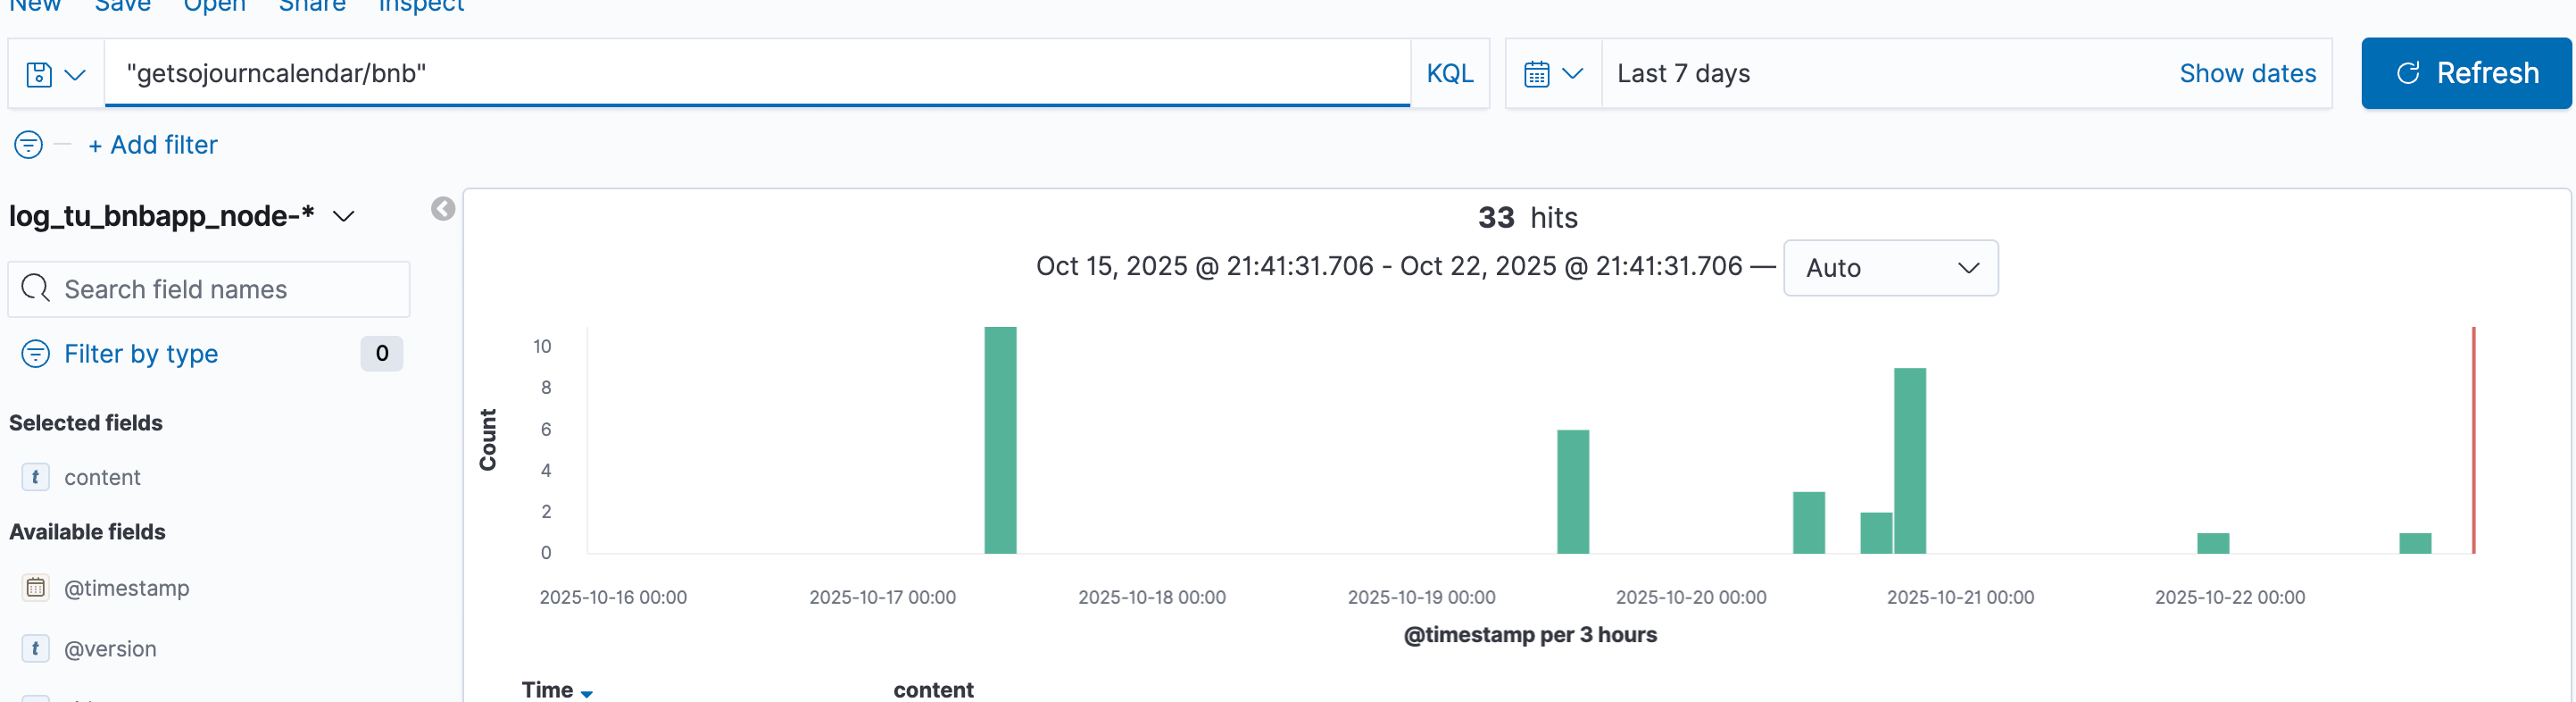 New Save Open Share Inspect
"getsojourncalendar/bnb" KQL Last 7 days Show dates Refresh
+ Add filter
log_tu_bnbapp_node-*
Search field names
Filter by type 0
Selected fields
t content
Available fields
@timestamp
t @version
33 hits
Oct 15, 2025 @ 21:41:31.706 - Oct 22, 2025 @ 21:41:31.706 — Auto
Count
10
8
6
4
2
0
2025-10-16 00:00 2025-10-17 00:00 2025-10-18 00:00 2025-10-19 00:00 2025-10-20 00:00 2025-10-21 00:00 2025-10-22 00:00
@timestamp per 3 hours
Time content